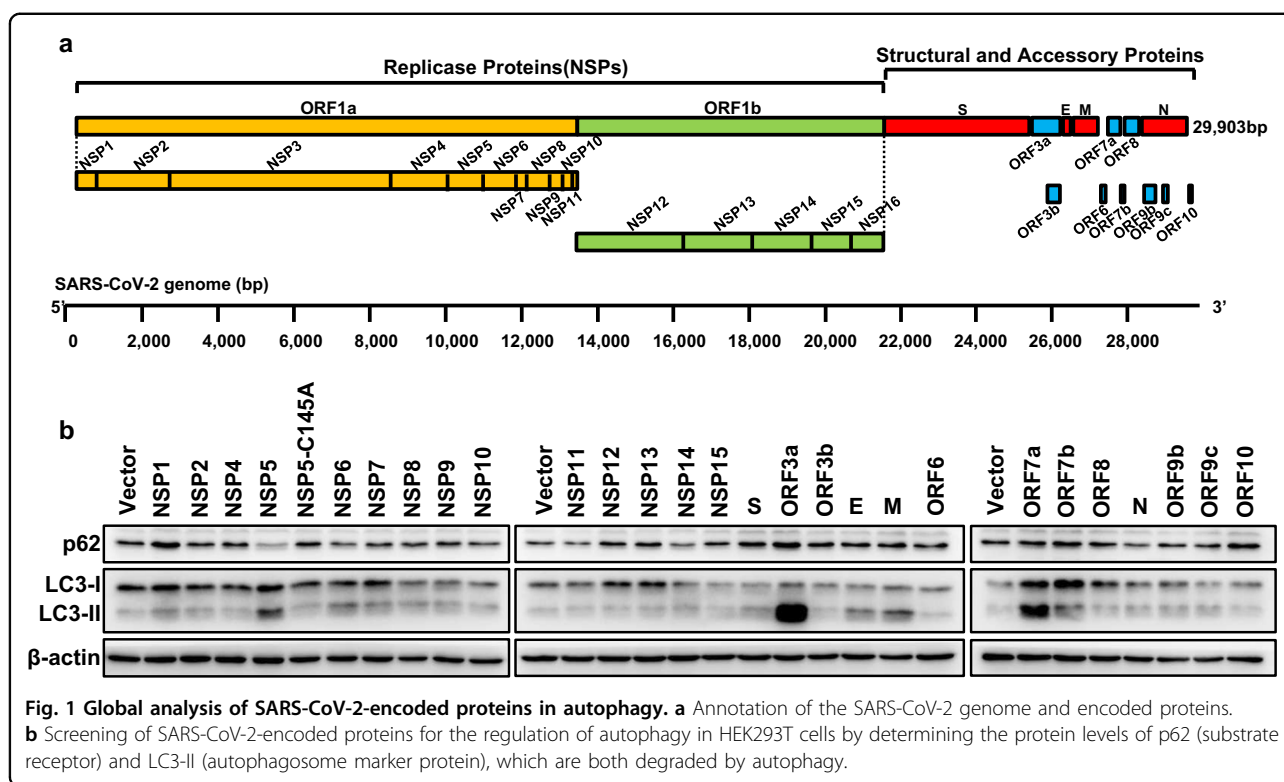 a
Structural and Accessory Proteins
Replicase Proteins(NSPs)
ORF1a
ORF1b
S
E
M
N
29,903bp
ORF3a
ORF7a
ORF8
NSP1
NSP2
NSP3
NSP4
NSP5
NSP6
NSP8
NSP10
NSP7
NSP9
NSP11
ORF3b
ORF6
ORF7b
ORF9b
ORF9c
ORF10
NSP12
NSP13
NSP14
NSP15
NSP16
SARS-CoV-2 genome (bp)
5’
3’
0 2,000 4,000 6,000 8,000 10,000 12,000 14,000 16,000 18,000 20,000 22,000 24,000 26,000 28,000
b
Vector NSP1 NSP2 NSP4 NSP5 NSP5-C145A NSP6 NSP7 NSP8 NSP9 NSP10
Vector NSP11 NSP12 NSP13 NSP14 NSP15 S ORF3a ORF3b E M ORF6
Vector ORF7a ORF7b ORF8 N ORF9b ORF9c ORF10
p62
LC3-I
LC3-II
β-actin
Fig. 1 Global analysis of SARS-CoV-2-encoded proteins in autophagy. a Annotation of the SARS-CoV-2 genome and encoded proteins.
b Screening of SARS-CoV-2-encoded proteins for the regulation of autophagy in HEK293T cells by determining the protein levels of p62 (substrate
receptor) and LC3-II (autophagosome marker protein), which are both degraded by autophagy.